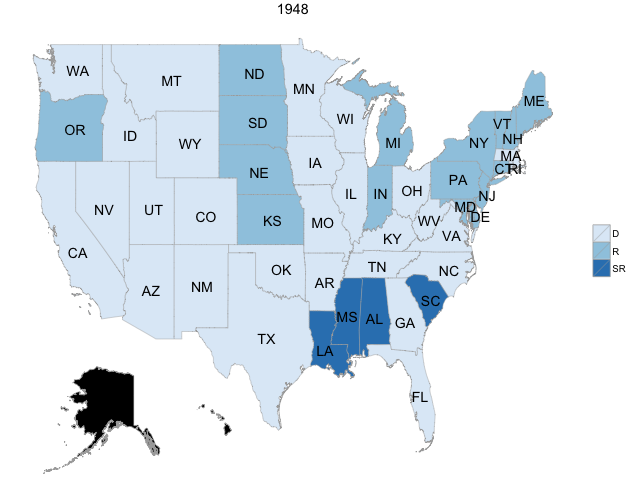 1948
WA
MT
ND
MN
ME
OR
ID
WY
SD
WI
MI
NY
VT
NH
MA
CT
RI
NV
UT
CO
NE
IA
IL
IN
OH
PA
NJ
MD
DE
CA
KS
MO
KY
WV
VA
AZ
NM
OK
AR
TN
NC
TX
LA
MS
AL
GA
SC
FL
D
R
SR